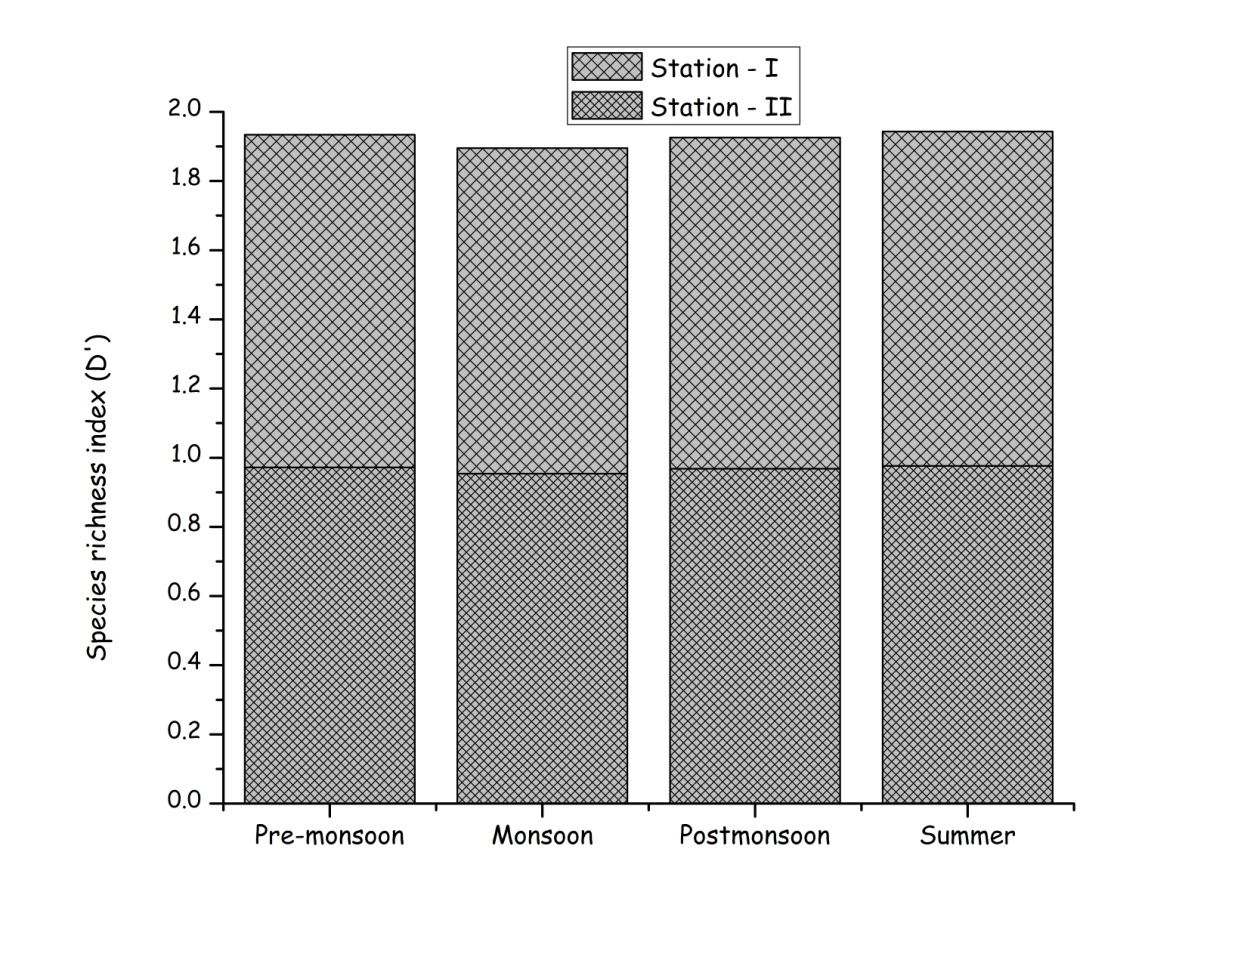 Station - I
Station - II
2.0
1.8
1.6
1.4
1.2
1.0
0.8
0.6
0.4
0.2
0.0
Species richness index (D')
Pre-monsoon Monsoon Postmonsoon Summer